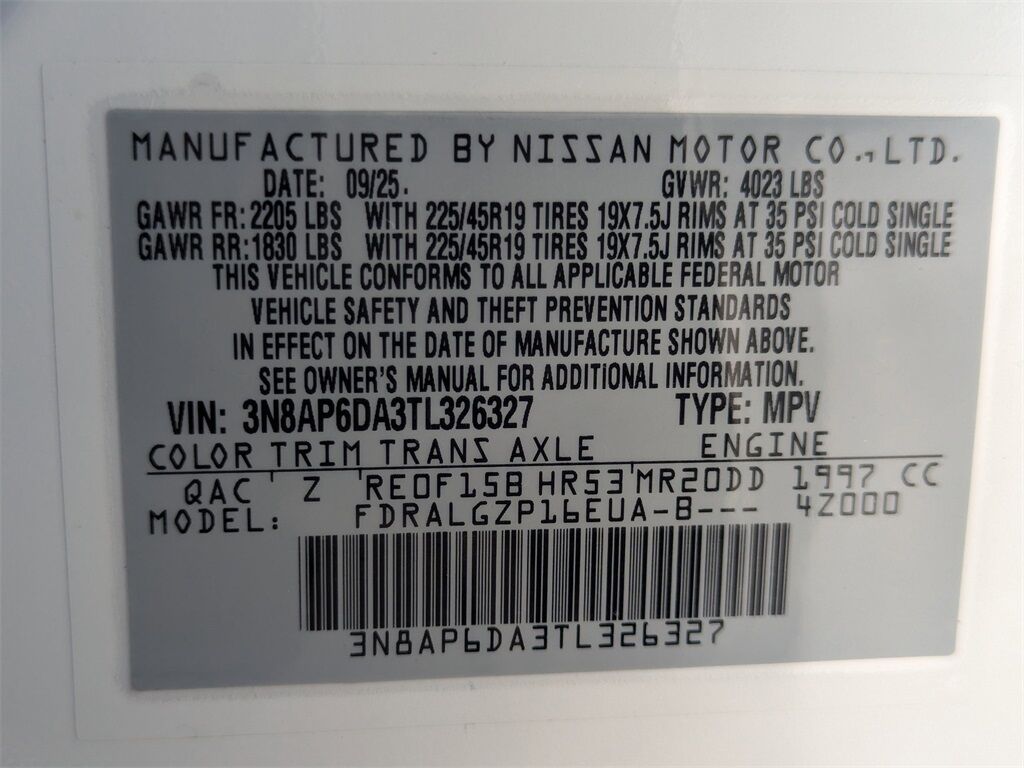 MANUFACTURED BY NISSAN MOTOR CO., LTD.
DATE: 09/25. GVWR: 4023 LBS
GAWR FR: 2205 LBS WITH 225/45R19 TIRES 19X7.5J RIMS AT 35 PSI COLD SINGLE
GAWR RR: 1830 LBS WITH 225/45R19 TIRES 19X7.5J RIMS AT 35 PSI COLD SINGLE
THIS VEHICLE CONFORMS TO ALL APPLICABLE FEDERAL MOTOR
VEHICLE SAFETY AND THEFT PREVENTION STANDARDS
IN EFFECT ON THE DATE OF MANUFACTURE SHOWN ABOVE.
SEE OWNER'S MANUAL FOR ADDITIONAL INFORMATION.
VIN: 3N8AP6DA3TL326327 TYPE: MPV
COLOR TRIM TRANS AXLE ENGINE
QAC Z RE0F15B HR53 MR20DD 1997 CC
MODEL: FDRALGZP16EUA-B--- 4Z000
3N8AP6DA3TL326327